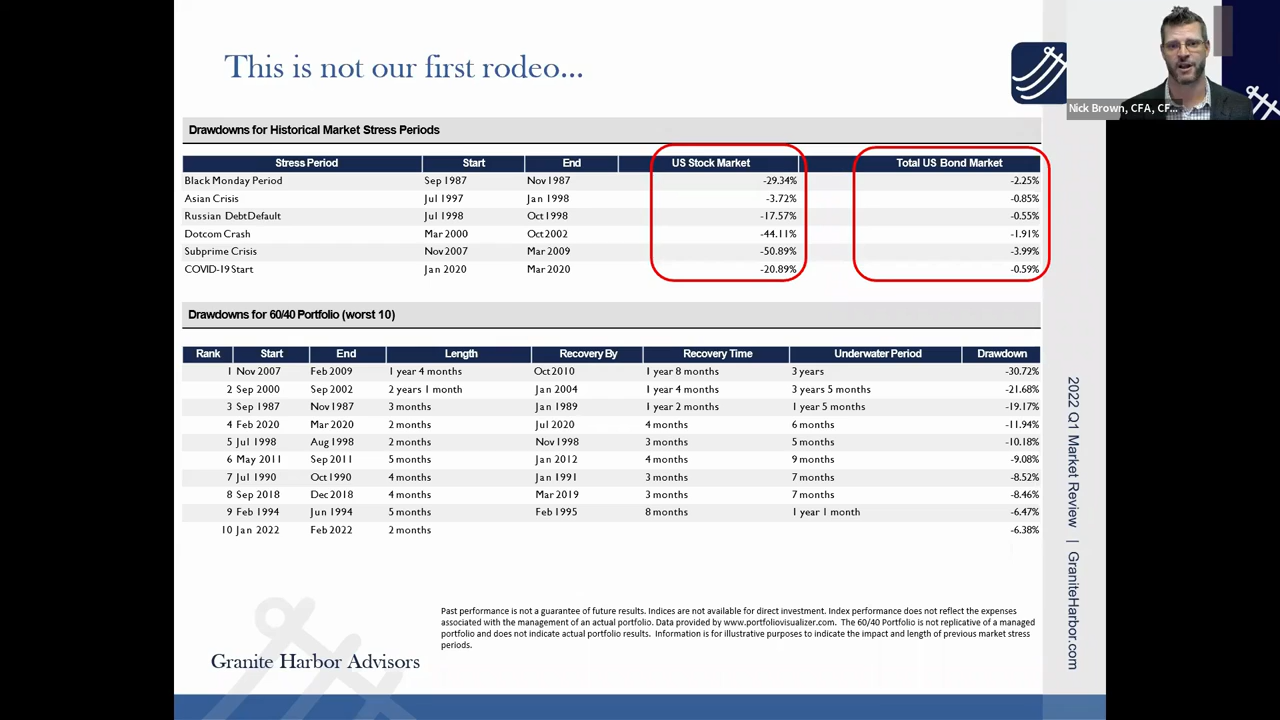 This is not our first rodeo...
Nick Brown, CFA, CF...
Drawdowns for Historical Market Stress Periods
Stress Period Start End US Stock Market Total US Bond Market
Black Monday Period Sep 1987 Nov 1987 -29.34% -2.25%
Asian Crisis Jul 1997 Jan 1998 -3.72% -0.85%
Russian Debt Default Jul 1998 Oct 1998 -17.57% -0.55%
Dotcom Crash Mar 2000 Oct 2002 -44.11% -1.91%
Subprime Crisis Nov 2007 Mar 2009 -50.89% -3.99%
COVID-19 Start Jan 2020 Mar 2020 -20.89% -0.59%
Drawdowns for 60/40 Portfolio (worst 10)
Rank Start End Length Recovery By Recovery Time Underwater Period Drawdown
1 Nov 2007 Feb 2009 1 year 4 months Oct 2010 1 year 8 months 3 years -30.72%
2 Sep 2000 Sep 2002 2 years 1 month Jan 2004 1 year 4 months 3 years 5 months -21.68%
3 Sep 1987 Nov 1987 3 months Jan 1989 1 year 2 months 1 year 5 months -19.17%
4 Feb 2020 Mar 2020 2 months Jul 2020 4 months 6 months -11.94%
5 Jul 1998 Aug 1998 2 months Nov 1998 3 months 5 months -10.18%
6 May 2011 Sep 2011 5 months Jan 2012 4 months 9 months -9.08%
7 Jul 1990 Oct 1990 4 months Jan 1991 3 months 7 months -8.52%
8 Sep 2018 Dec 2018 4 months Mar 2019 3 months 7 months -8.46%
9 Feb 1994 Jun 1994 5 months Feb 1995 8 months 1 year 1 month -6.47%
10 Jan 2022 Feb 2022 2 months -6.38%
Past performance is not a guarantee of future results. Indices are not available for direct investment. Index performance does not reflect the expenses
associated with the management of an actual portfolio. Data provided by www.portfoliovisualizer.com. The 60/40 Portfolio is not replicative of a managed
portfolio and does not indicate actual portfolio results. Information is for illustrative purposes to indicate the impact and length of previous market stress
periods.
Granite Harbor Advisors
2022 Q1 Market Review | GraniteHarbor.com